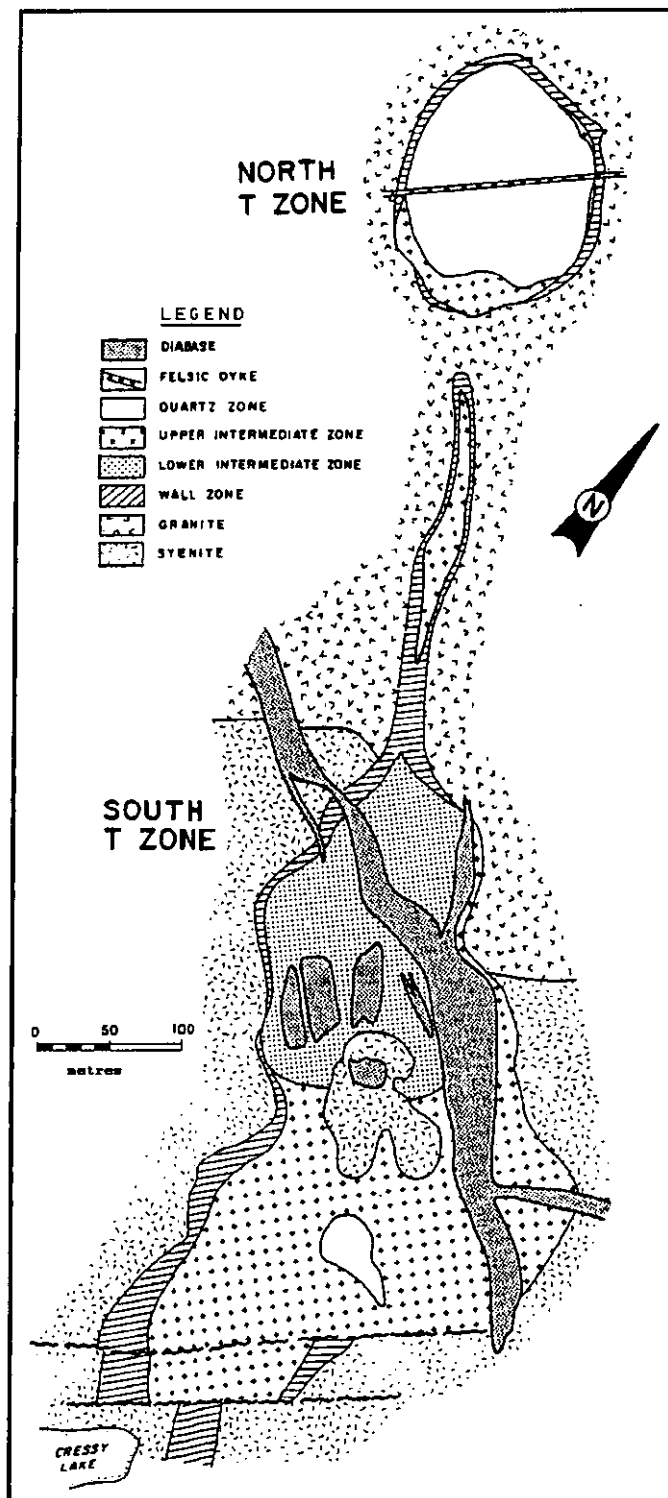 NORTH
T ZONE
LEGEND
DIABASE
FELSIC DYKE
QUARTZ ZONE
UPPER INTERMEDIATE ZONE
LOWER INTERMEDIATE ZONE
WALL ZONE
GRANITE
SYENITE
N
SOUTH
T ZONE
0 50 100
metres
CRESSY
LAKE